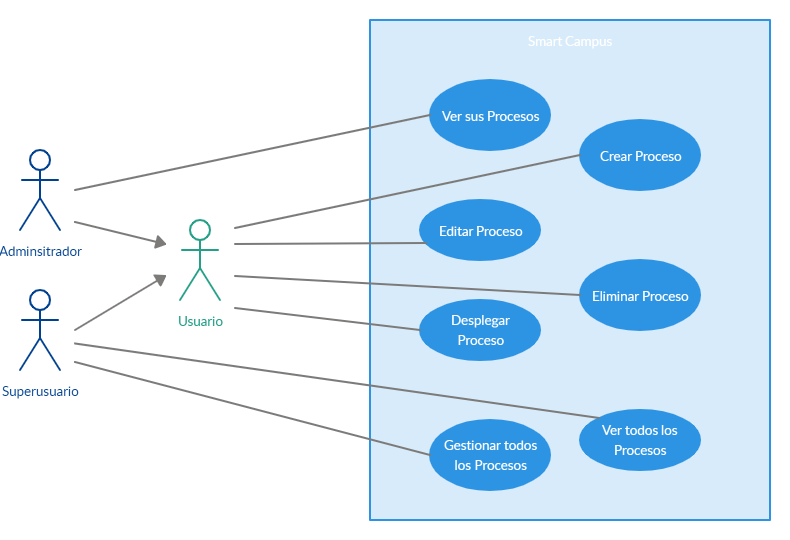 Smart Campus
Ver sus Procesos
Crear Proceso
Adminsitrador
Editar Proceso
Usuario
Eliminar Proceso
Desplegar
Proceso
Superusuario
Ver todos los
Procesos
Gestionar todos
los Procesos